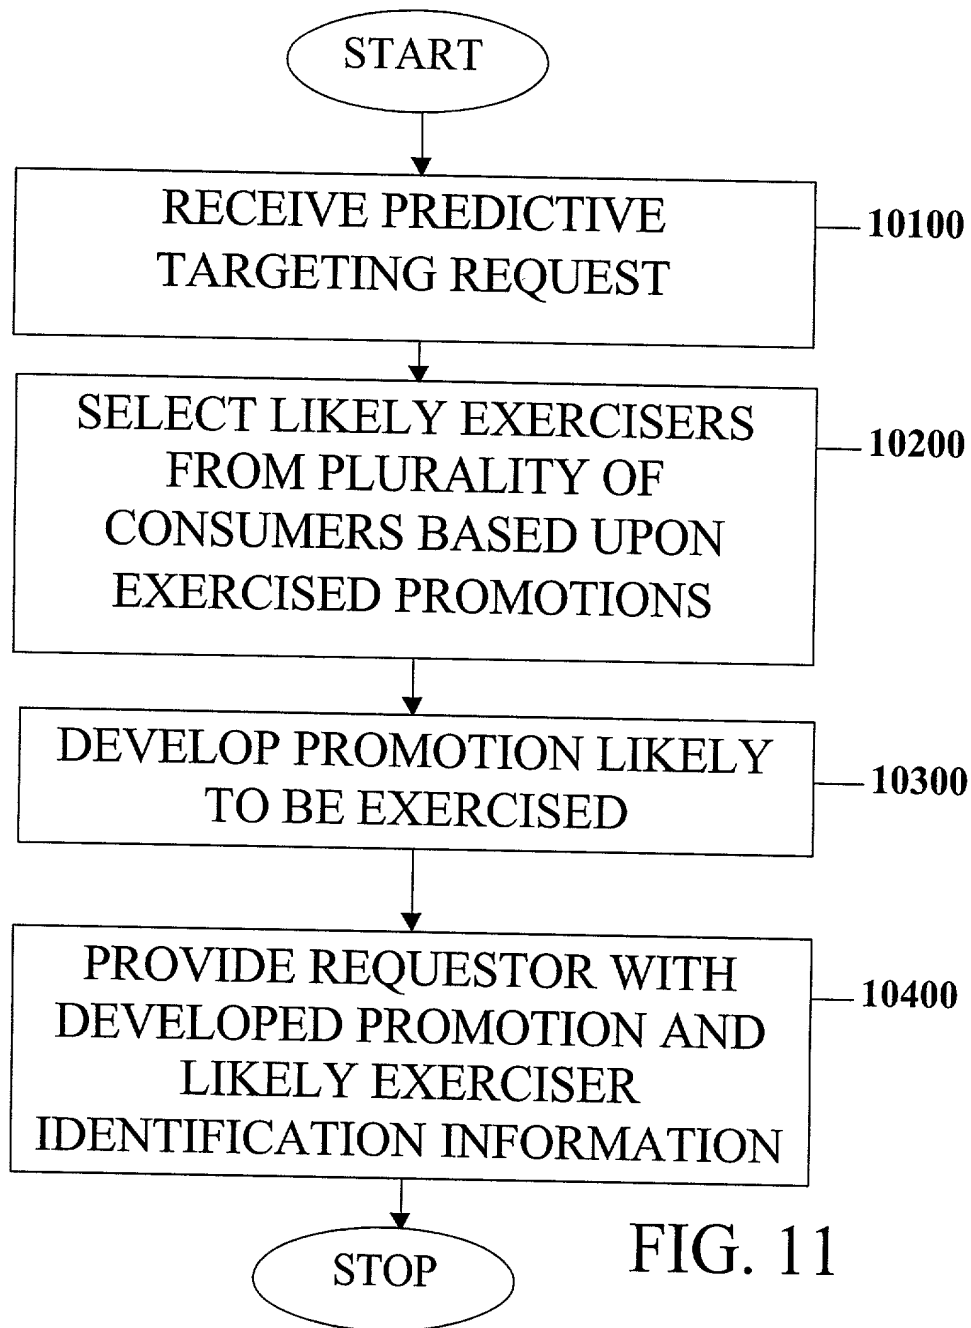 START
RECEIVE PREDICTIVE
TARGETING REQUEST
10100
SELECT LIKELY EXERCISERS
FROM PLURALITY OF
CONSUMERS BASED UPON
EXERCISED PROMOTIONS
10200
DEVELOP PROMOTION LIKELY
TO BE EXERCISED
10300
PROVIDE REQUESTOR WITH
DEVELOPED PROMOTION AND
LIKELY EXERCISER
IDENTIFICATION INFORMATION
10400
STOP
FIG. 11